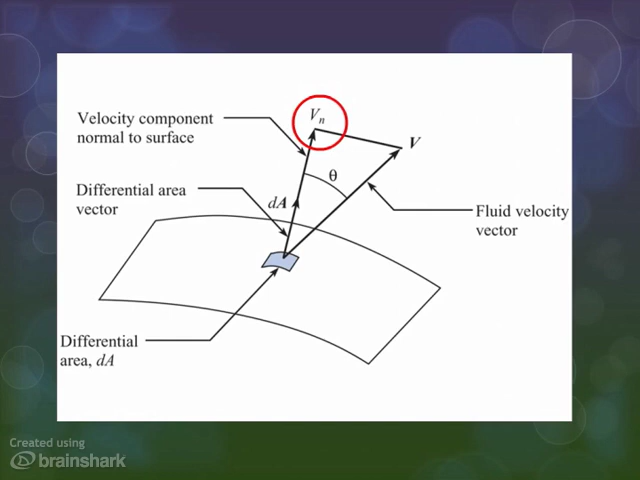 Velocity component
normal to surface
Vn
V
θ
Differential area
vector
dA
Fluid velocity
vector
Differential
area, dA
Created using
brainshark